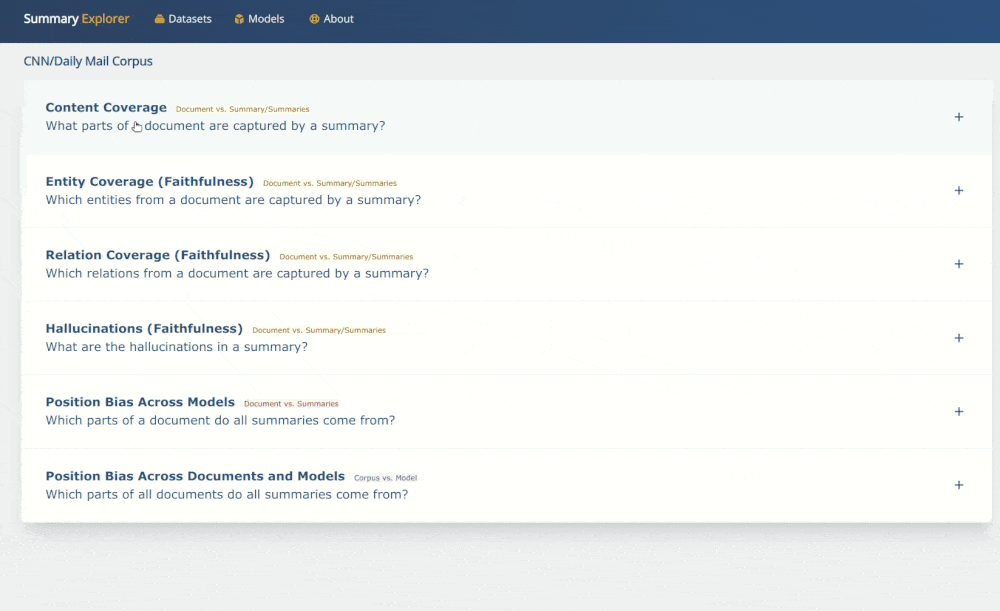 Summary Explorer Datasets Models About
CNN/Daily Mail Corpus
Content Coverage Document vs. Summary/Summaries
What parts of document are captured by a summary?
+
Entity Coverage (Faithfulness) Document vs. Summary/Summaries
Which entities from a document are captured by a summary?
+
Relation Coverage (Faithfulness) Document vs. Summary/Summaries
Which relations from a document are captured by a summary?
+
Hallucinations (Faithfulness) Document vs. Summary/Summaries
What are the hallucinations in a summary?
+
Position Bias Across Models Document vs. Summaries
Which parts of a document do all summaries come from?
+
Position Bias Across Documents and Models Corpus vs. Model
Which parts of all documents do all summaries come from?
+